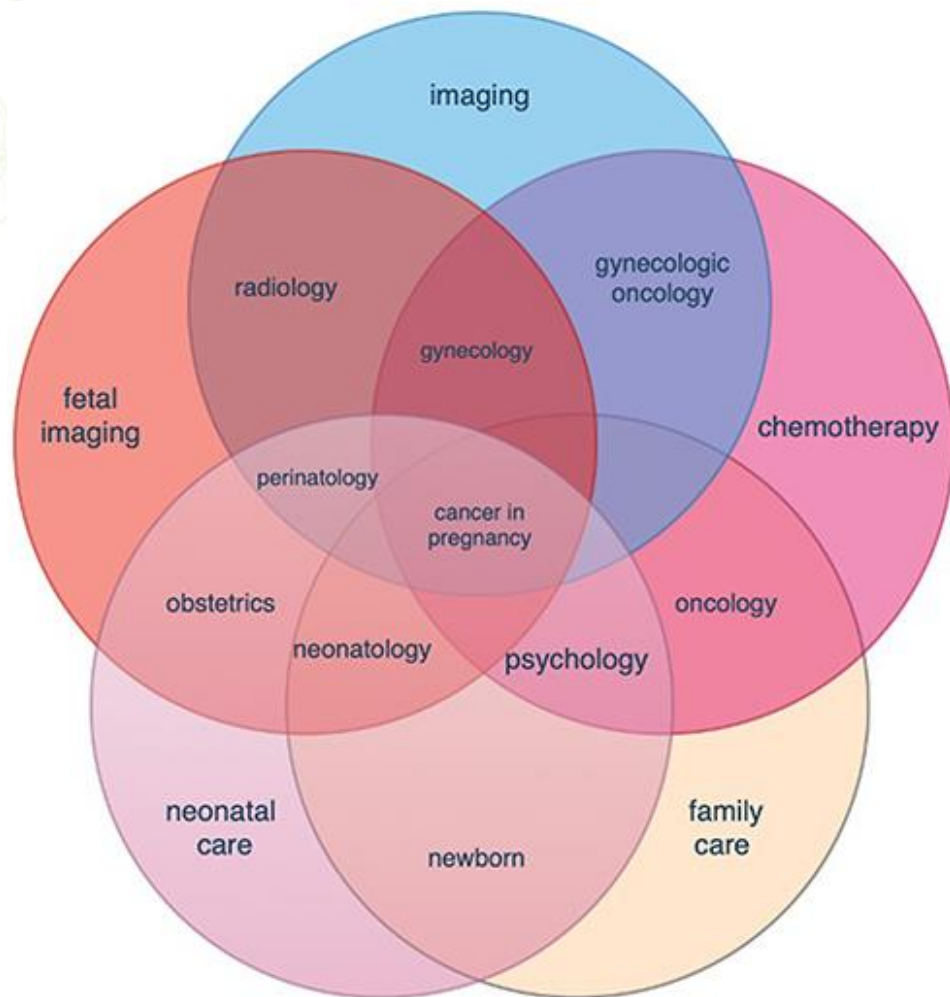 imaging
gynecologic
oncology
radiology
gynecology
fetal
imaging
chemotherapy
perinatology
cancer in
pregnancy
obstetrics
oncology
neonatology
psychology
neonatal
care
family
care
newborn